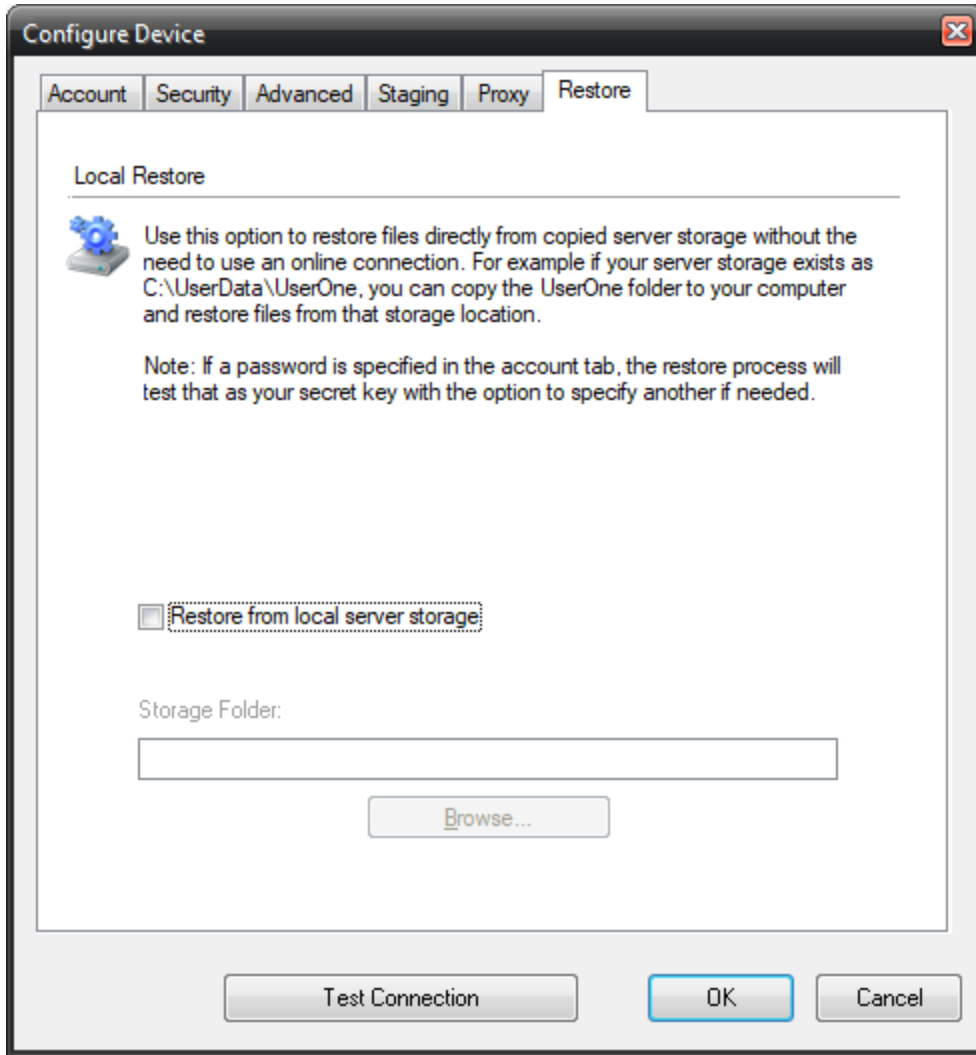 Configure Device
Account Security Advanced Staging Proxy Restore
Local Restore
Use this option to restore files directly from copied server storage without the
need to use an online connection. For example if your server storage exists as
C:\UserData\UserOne, you can copy the UserOne folder to your computer
and restore files from that storage location.
Note: If a password is specified in the account tab, the restore process will
test that as your secret key with the option to specify another if needed.
Restore from local server storage
Storage Folder:
Browse...
Test Connection OK Cancel